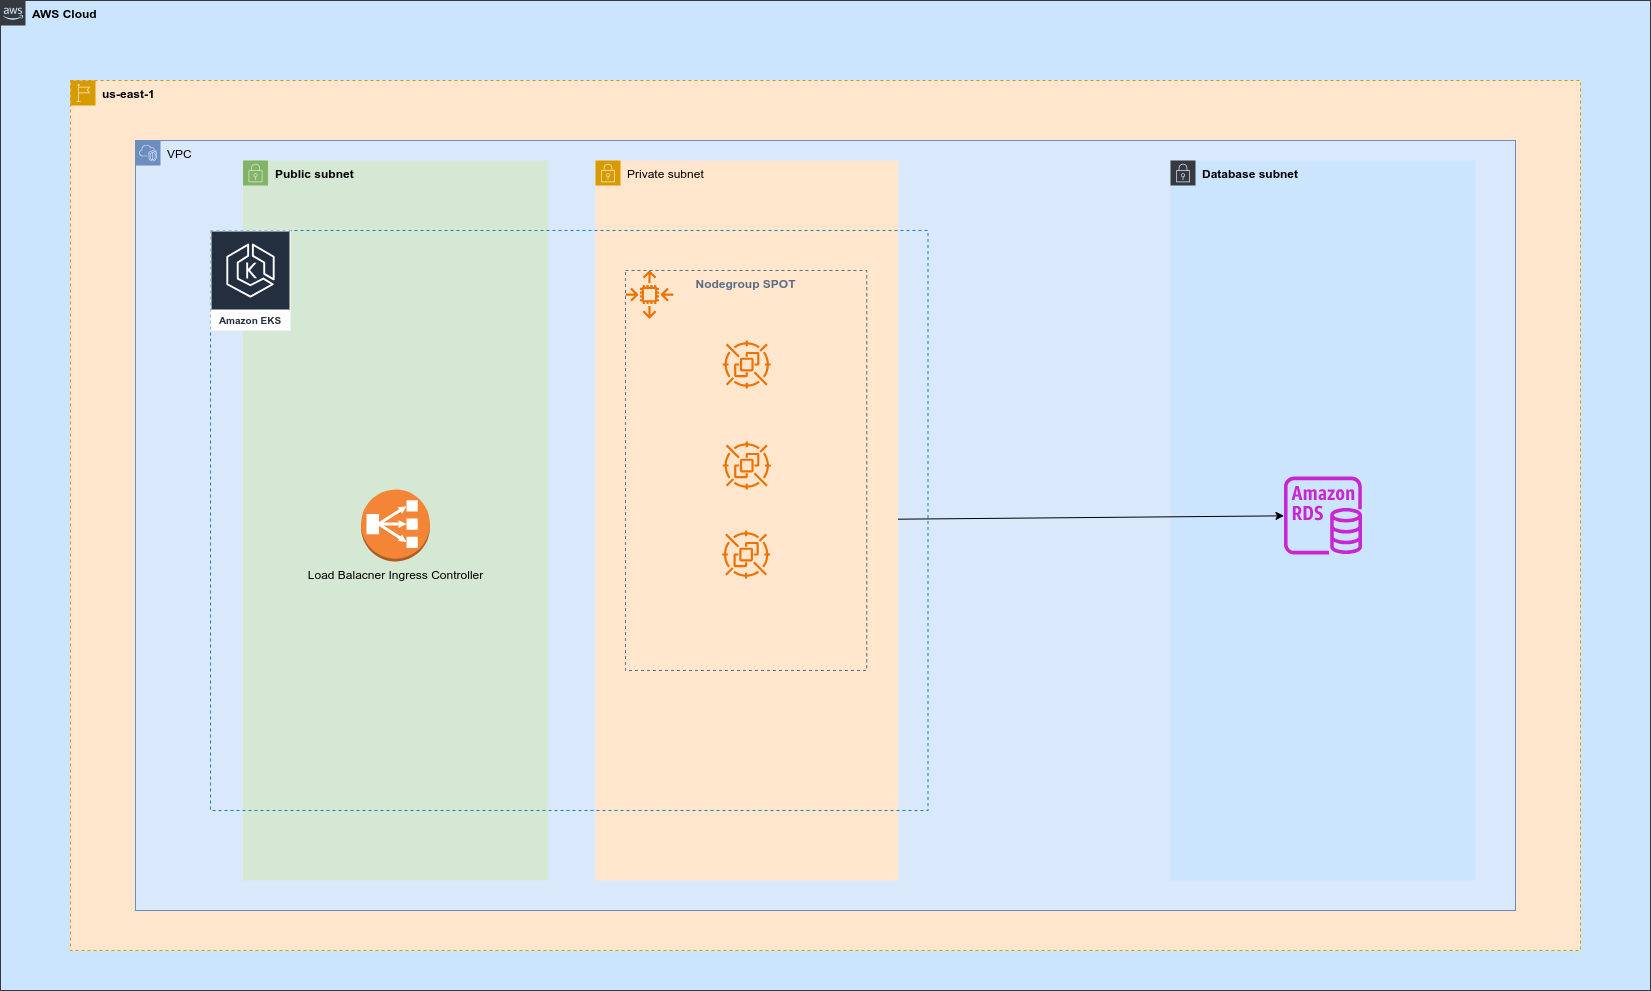 aws
AWS Cloud
us-east-1
VPC
Public subnet
Private subnet
Database subnet
K
Amazon EKS
Nodegroup SPOT
Amazon
RDS
Load Balacner Ingress Controller